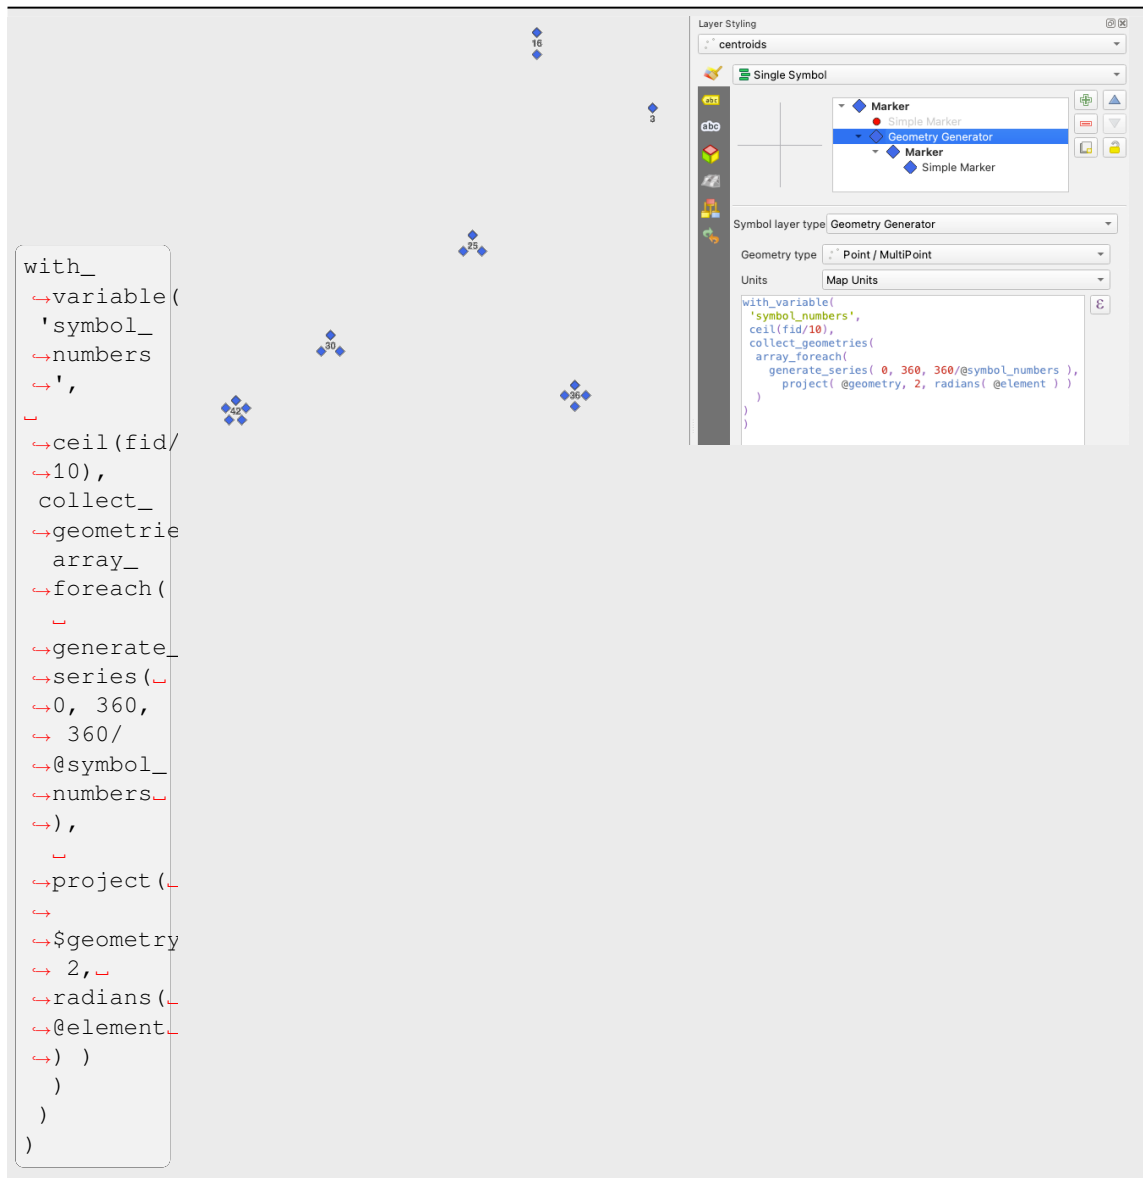 with_
↪variable(
'symbol_
↪numbers
↪',
␣
↪ceil(fid/
↪10),
collect_
↪geometrie
array_
↪foreach(
␣
↪generate_
↪series(␣
↪0, 360,
↪ 360/
↪@symbol_
↪numbers␣
↪),
␣
↪project(␣
↪
↪$geometry
↪ 2,␣
↪radians(␣
↪@element␣
↪) )
)
)
)
16
3
25
30
36
42
Layer Styling
centroids
Single Symbol
Marker
Simple Marker
Geometry Generator
Marker
Simple Marker
Symbol layer type Geometry Generator
Geometry type Point / MultiPoint
Units Map Units
with_variable(
'symbol_numbers',
ceil(fid/10),
collect_geometries(
array_foreach(
generate_series( 0, 360, 360/@symbol_numbers ),
project( @geometry, 2, radians( @element ) )
)
)
)
ε
abc
abc